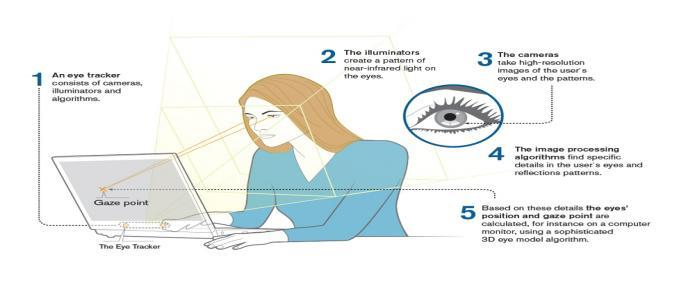 1 An eye tracker
consists of cameras,
illuminators and
algorithms.
2 The illuminators
create a pattern of
near-infrared light on
the eyes.
3 The cameras
take high-resolution
images of the user's
eyes and the patterns.
4 The image processing
algorithms find specific
details in the user's eyes and
reflections patterns.
5 Based on these details the eyes'
position and gaze point are
calculated, for instance on a computer
monitor, using a sophisticated
3D eye model algorithm.
Gaze point
The Eye Tracker